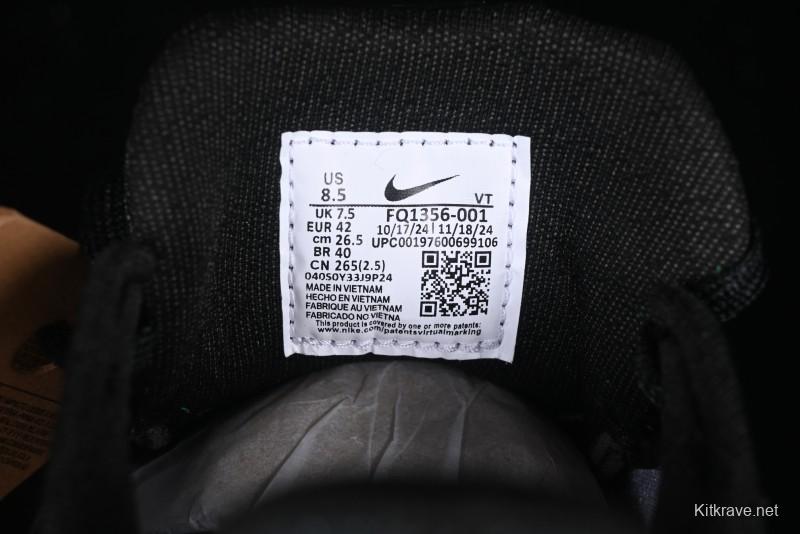 US
8.5
VT
UK 7.5
EUR 42
cm 26.5
BR 40
CN 265(2.5)
FQ1356-001
10/17/24 11/18/24
UPC00197600699106
040S0Y33J9P24
MADE IN VIETNAM
HECHO EN VIETNAM
FABRIQUE AU VIETNAM
FABRICADO NO VIETNA
This product is covered by one or more patents:
www.nike.com/patentsvirtualmarking
Kitkrave.net